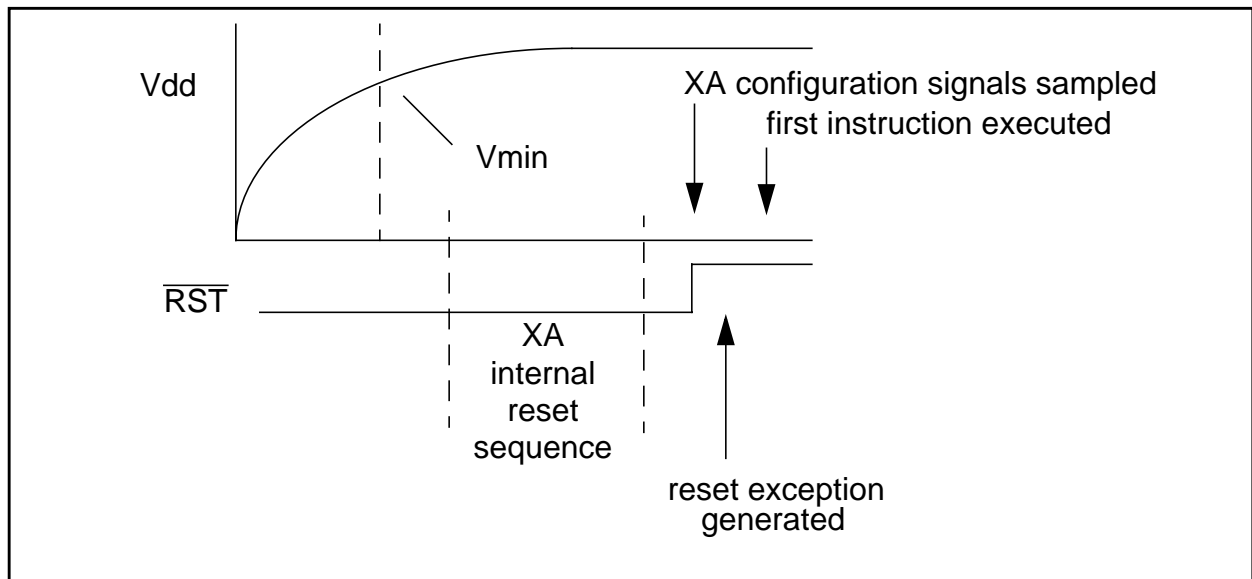 Vdd
XA configuration signals sampled
first instruction executed
Vmin
RST
XA
internal
reset
sequence
reset exception
generated